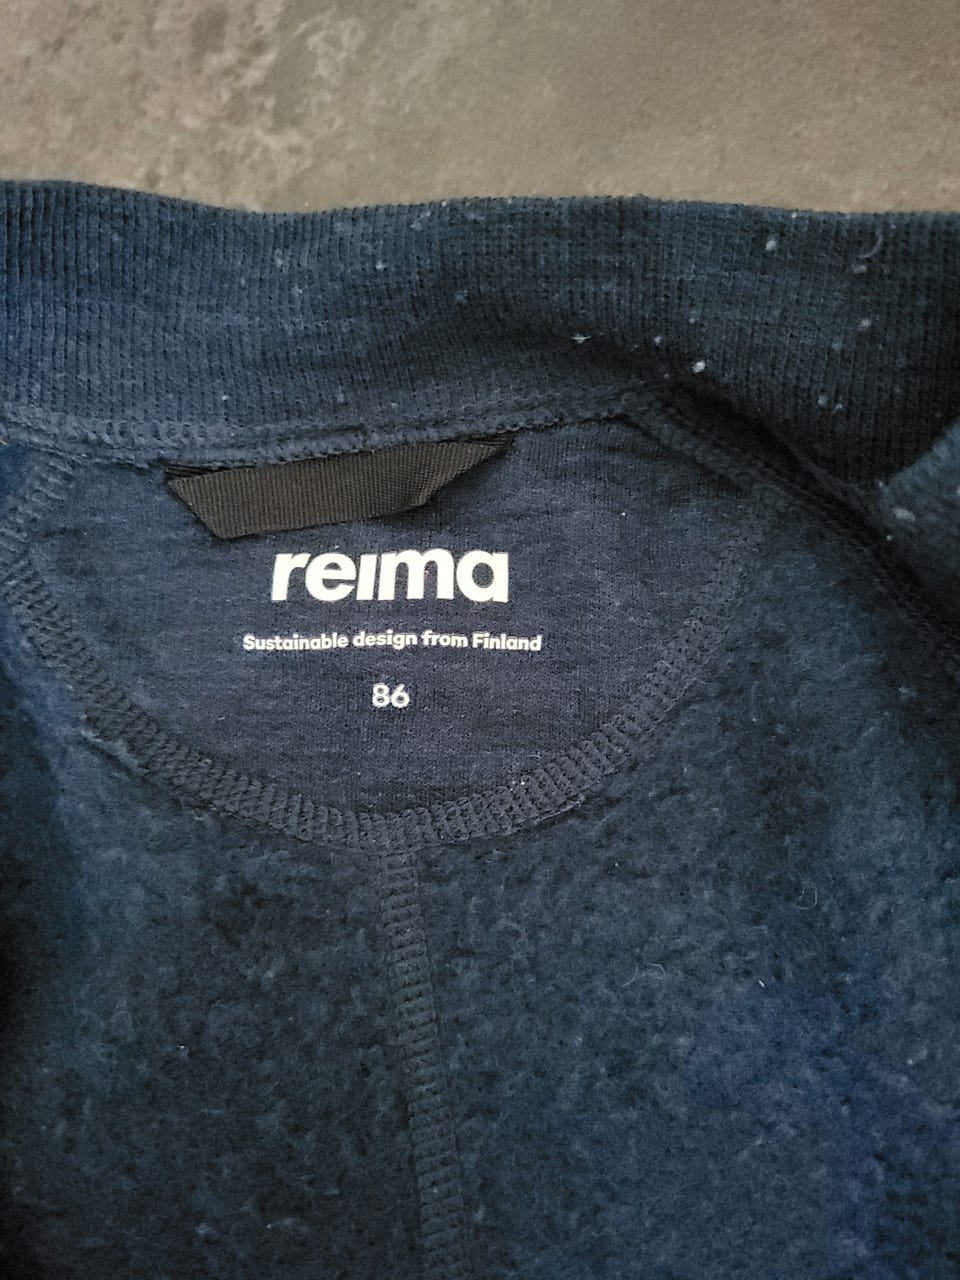 reima
Sustainable design from Finland
86